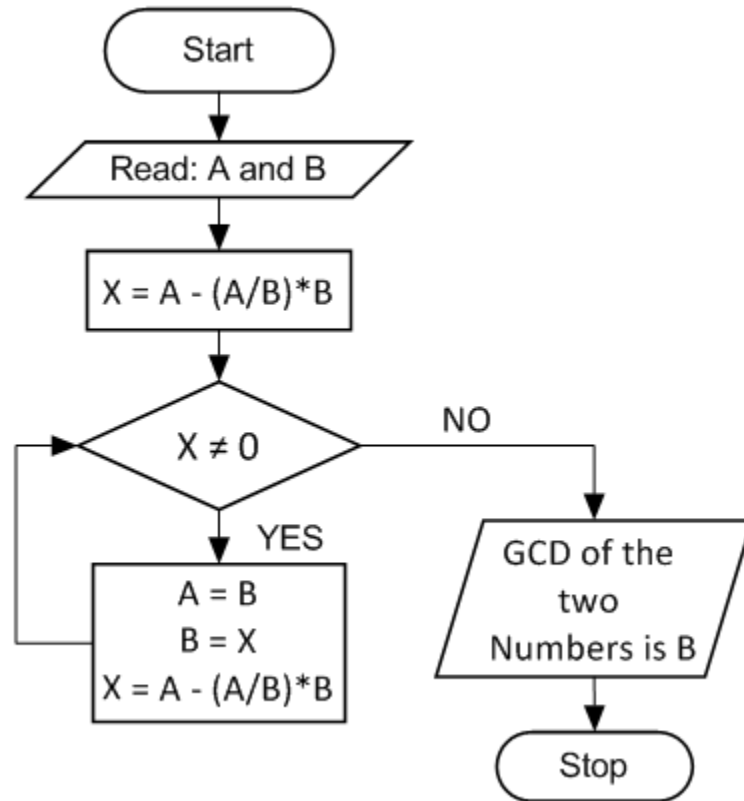 Start
Read: A and B
X = A - (A/B)*B
X ≠ 0
NO
YES
A = B
B = X
X = A - (A/B)*B
GCD of the
two
Numbers is B
Stop